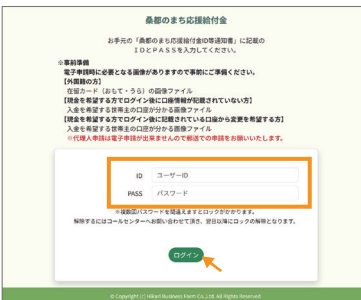 桑都のまち応援給付金
お手元の「桑都のまち応援給付金ID等通知書」に記載の
IDとPASSを入力してください。
※事前準備
電子申請時に必要となる画像がありますので事前にご準備ください。
【外国籍の方】
在留カード（おもて・うら）の画像ファイル
【現金を希望する方でログイン後に口座情報が記載されていない方】
入金を希望する世帯主の口座が分かる画像ファイル
【現金を希望する方でログイン後に記載されている口座から変更を希望する方】
入金を希望する世帯主の口座が分かる画像ファイル
※代理人申請は電子申請が出来ませんので郵送での申請をお願いいたします。
ID ユーザーID
PASS パスワード
※複数回パスワードを間違えますとロックがかかります。
解除するにはコールセンターへお問い合わせて頂き、翌日以降にロックの解除となります。
ログイン
© Copyright (c) Hikari Business Form Co.,Ltd. All Rights Reserved.